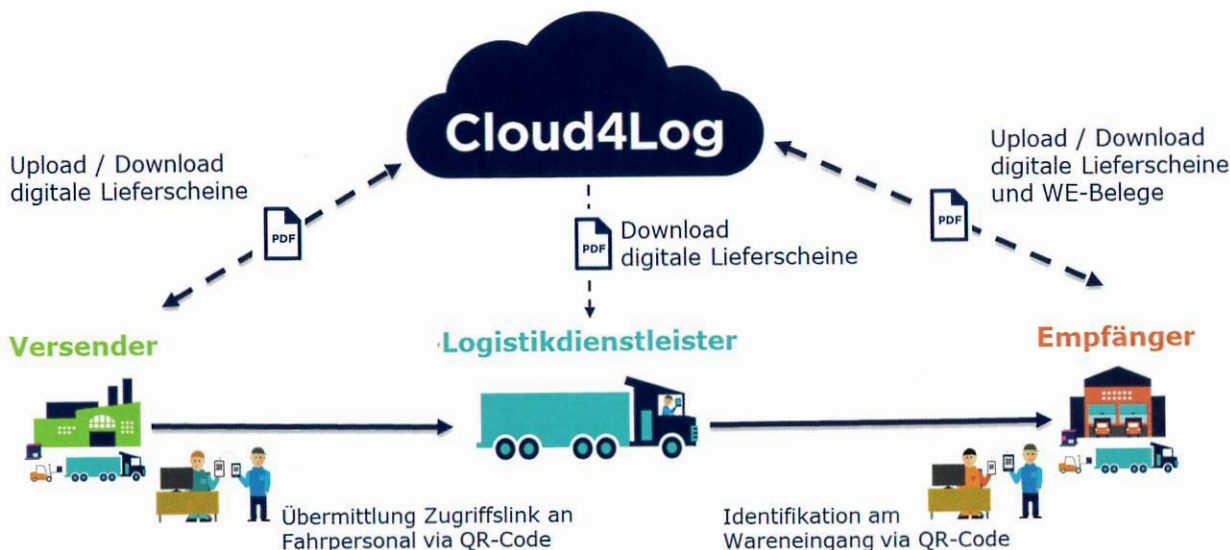 Cloud4Log
Upload / Download
digitale Lieferscheine
PDF
Download
digitale Lieferscheine
PDF
Upload / Download
digitale Lieferscheine
und WE-Belege
PDF
Versender
Logistikdienstleister
Empfänger
Übermittlung Zugriffslink an
Fahrpersonal via QR-Code
Identifikation am
Wareneingang via QR-Code